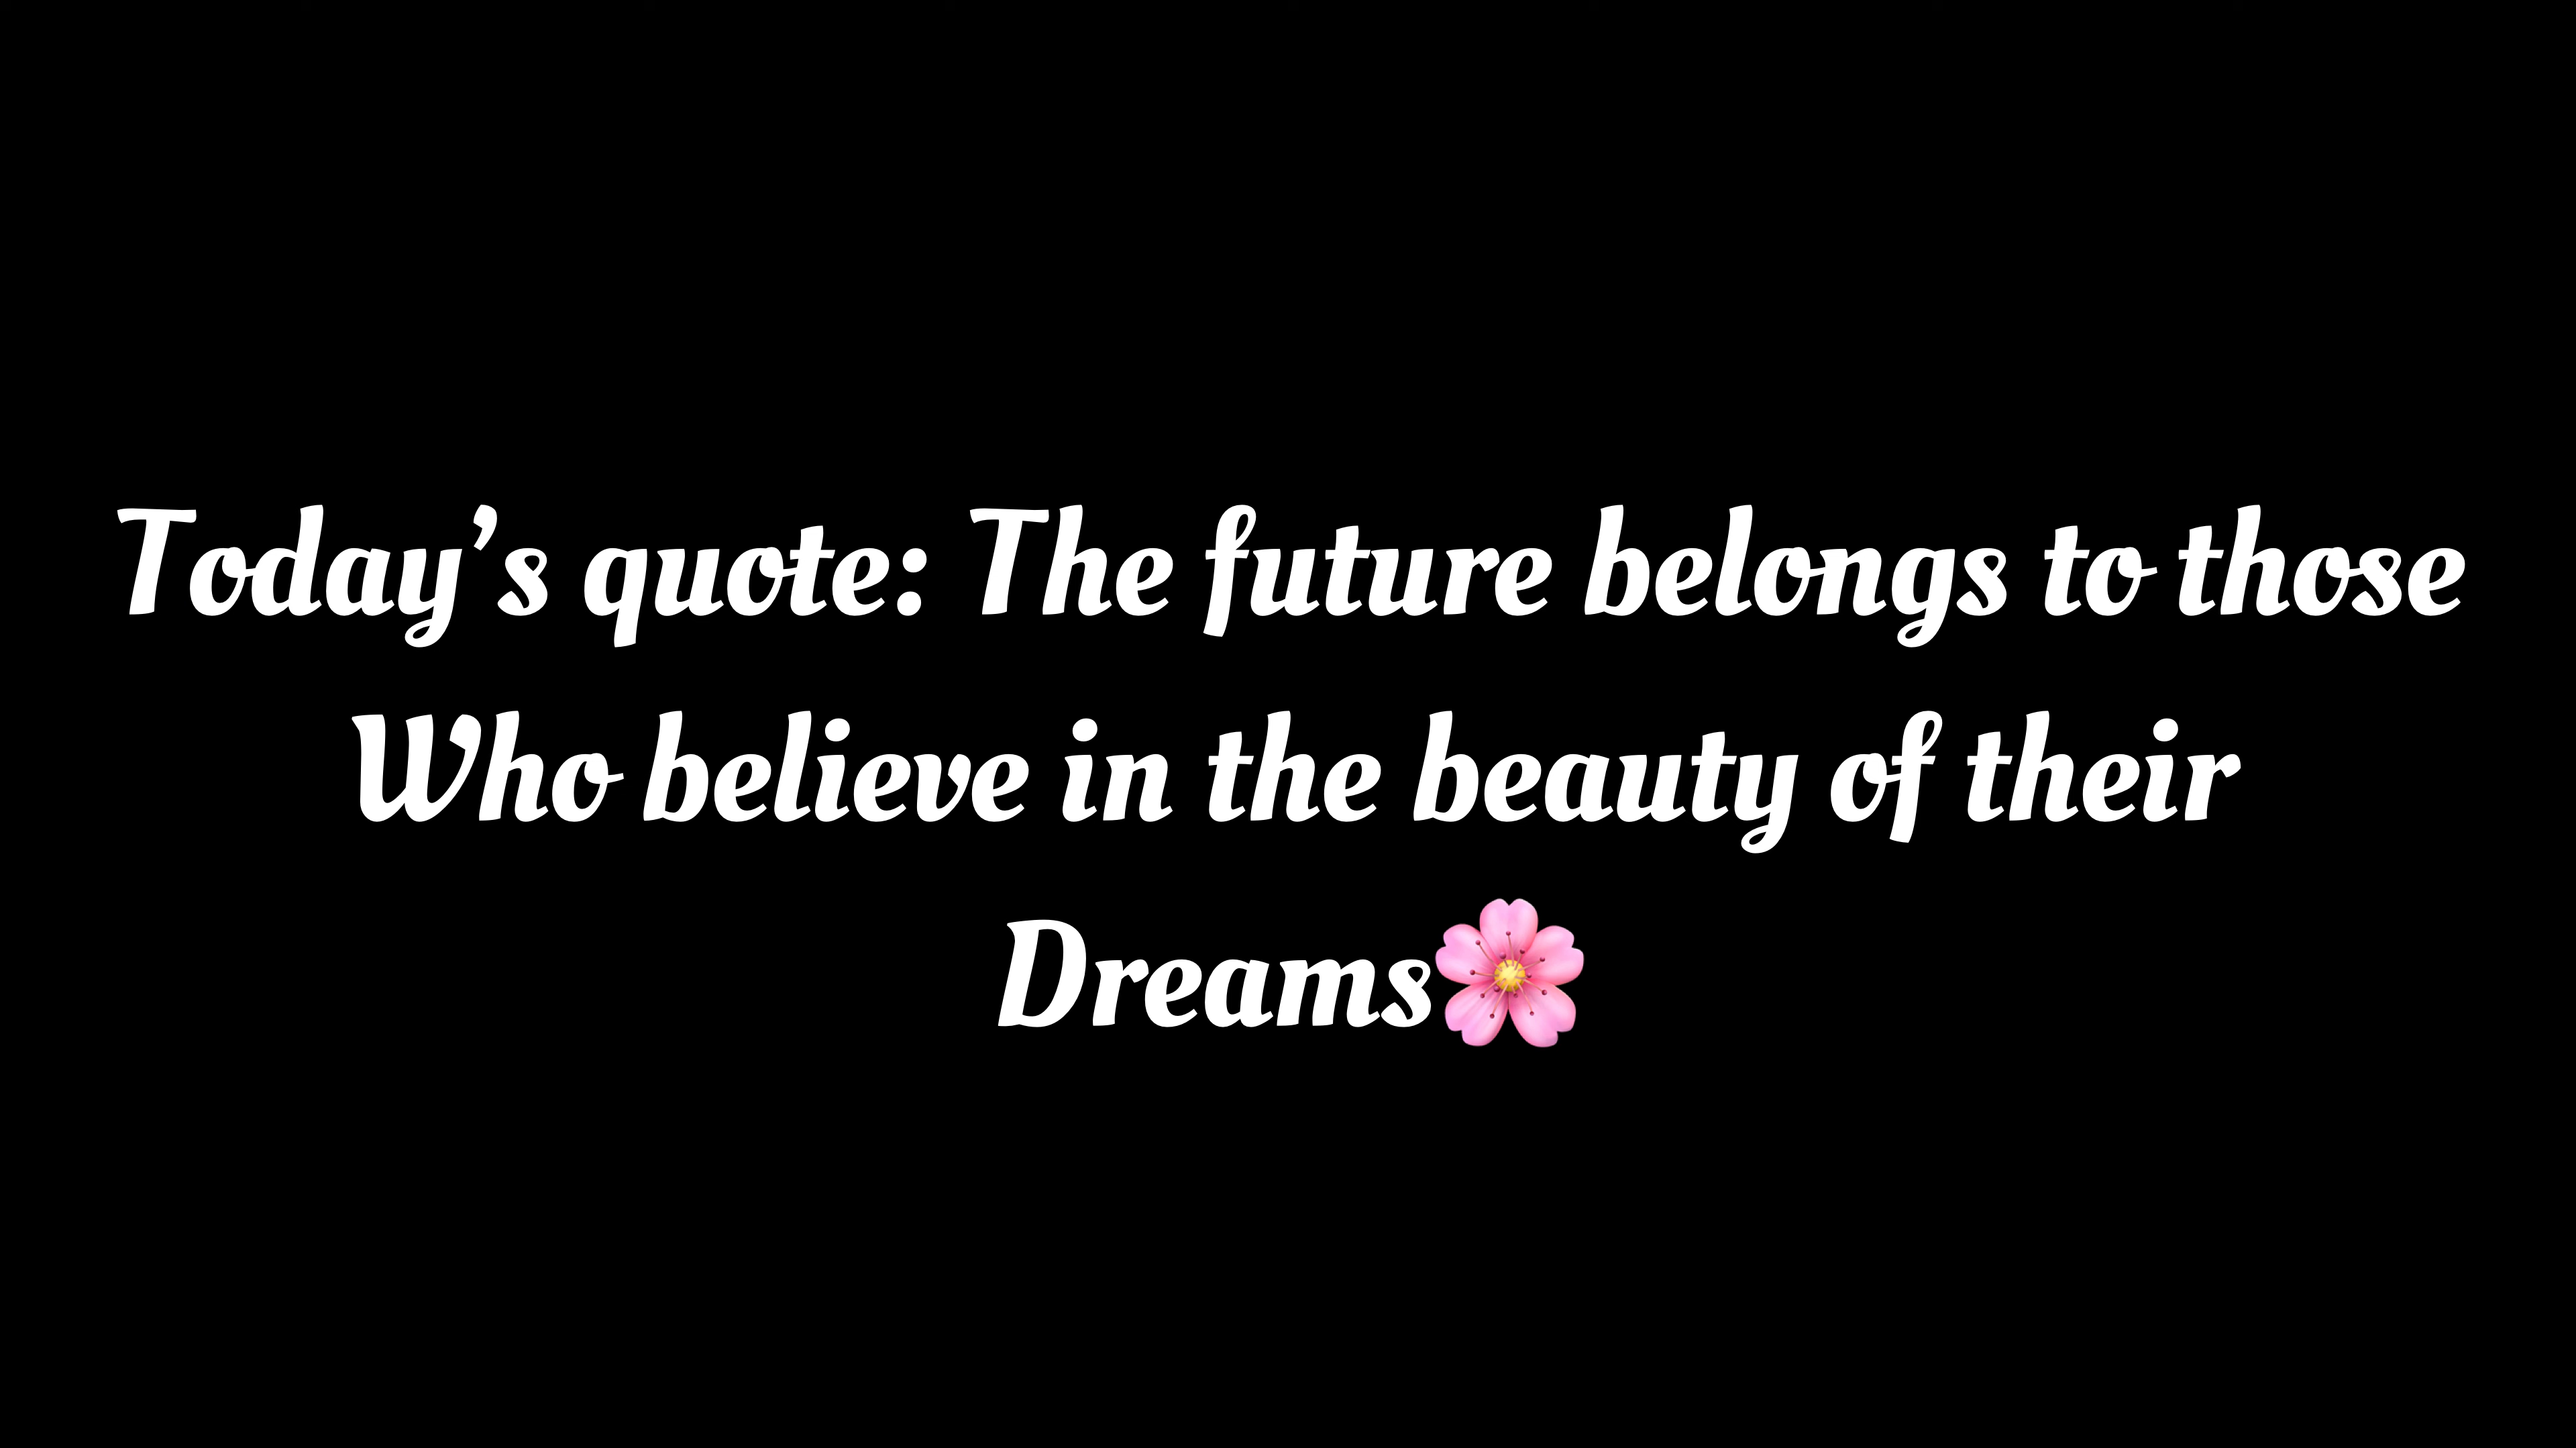 Today’s quote: The future belongs to those
Who believe in the beauty of their
Dreams🌸